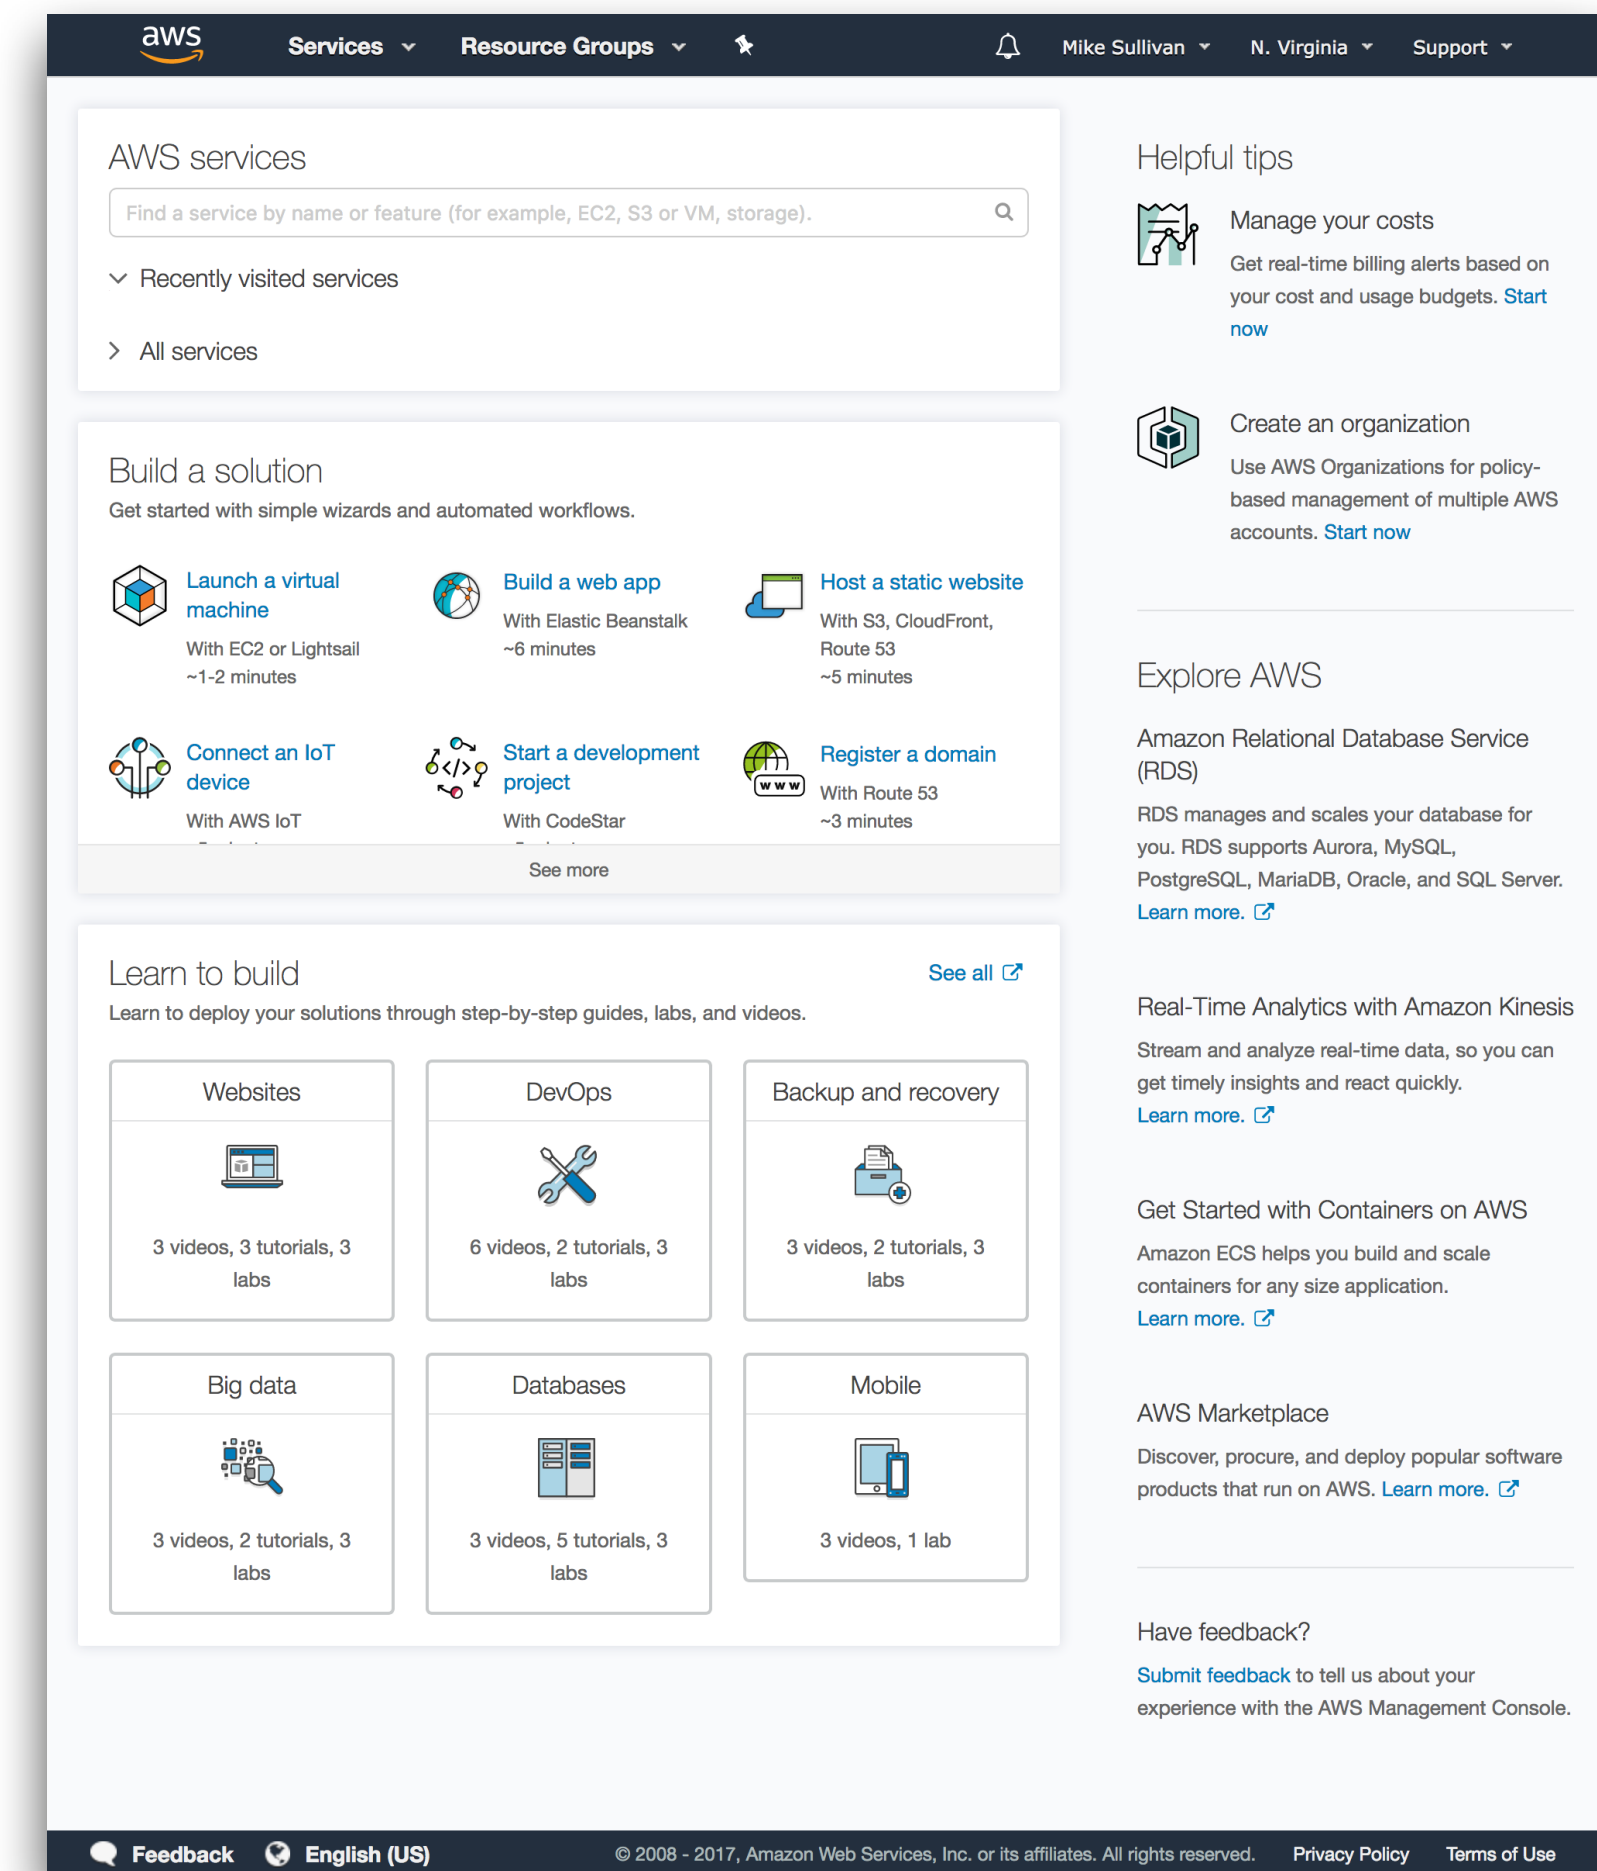 aws Services Resource Groups Mike Sullivan N. Virginia Support
AWS services
Find a service by name or feature (for example, EC2, S3 or VM, storage).
Recently visited services
All services
Build a solution
Get started with simple wizards and automated workflows.
Launch a virtual
machine
With EC2 or Lightsail
~1-2 minutes
Build a web app
With Elastic Beanstalk
~6 minutes
Host a static website
With S3, CloudFront,
Route 53
~5 minutes
Connect an IoT
device
With AWS IoT
Start a development
project
With CodeStar
Register a domain
www
With Route 53
~3 minutes
See more
Learn to build
See all
Learn to deploy your solutions through step-by-step guides, labs, and videos.
Websites
3 videos, 3 tutorials, 3
labs
DevOps
6 videos, 2 tutorials, 3
labs
Backup and recovery
3 videos, 2 tutorials, 3
labs
Big data
3 videos, 2 tutorials, 3
labs
Databases
3 videos, 5 tutorials, 3
labs
Mobile
3 videos, 1 lab
Helpful tips
Manage your costs
Get real-time billing alerts based on
your cost and usage budgets. Start
now
Create an organization
Use AWS Organizations for policy-
based management of multiple AWS
accounts. Start now
Explore AWS
Amazon Relational Database Service
(RDS)
RDS manages and scales your database for
you. RDS supports Aurora, MySQL,
PostgreSQL, MariaDB, Oracle, and SQL Server.
Learn more.
Real-Time Analytics with Amazon Kinesis
Stream and analyze real-time data, so you can
get timely insights and react quickly.
Learn more.
Get Started with Containers on AWS
Amazon ECS helps you build and scale
containers for any size application.
Learn more.
AWS Marketplace
Discover, procure, and deploy popular software
products that run on AWS. Learn more.
Have feedback?
Submit feedback to tell us about your
experience with the AWS Management Console.
Feedback English (US) © 2008 - 2017, Amazon Web Services, Inc. or its affiliates. All rights reserved. Privacy Policy Terms of Use